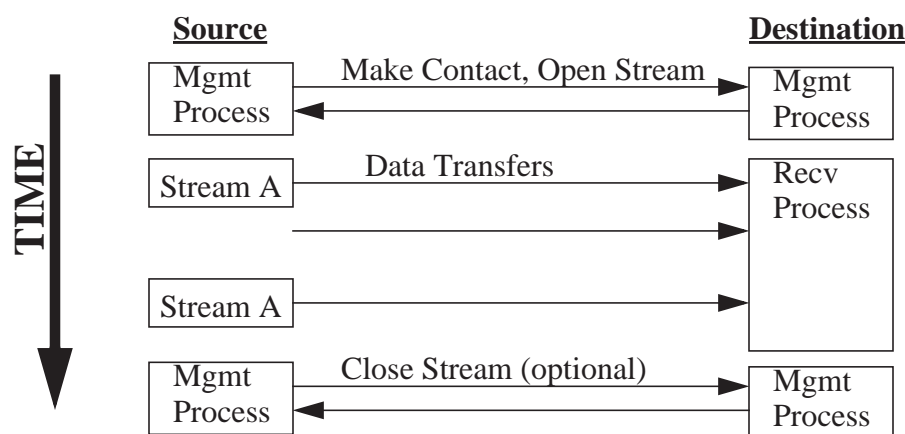 Source
Destination
TIME
Mgmt
Process
Make Contact, Open Stream
Mgmt
Process
Stream A
Data Transfers
Recv
Process
Stream A
Mgmt
Process
Close Stream (optional)
Mgmt
Process